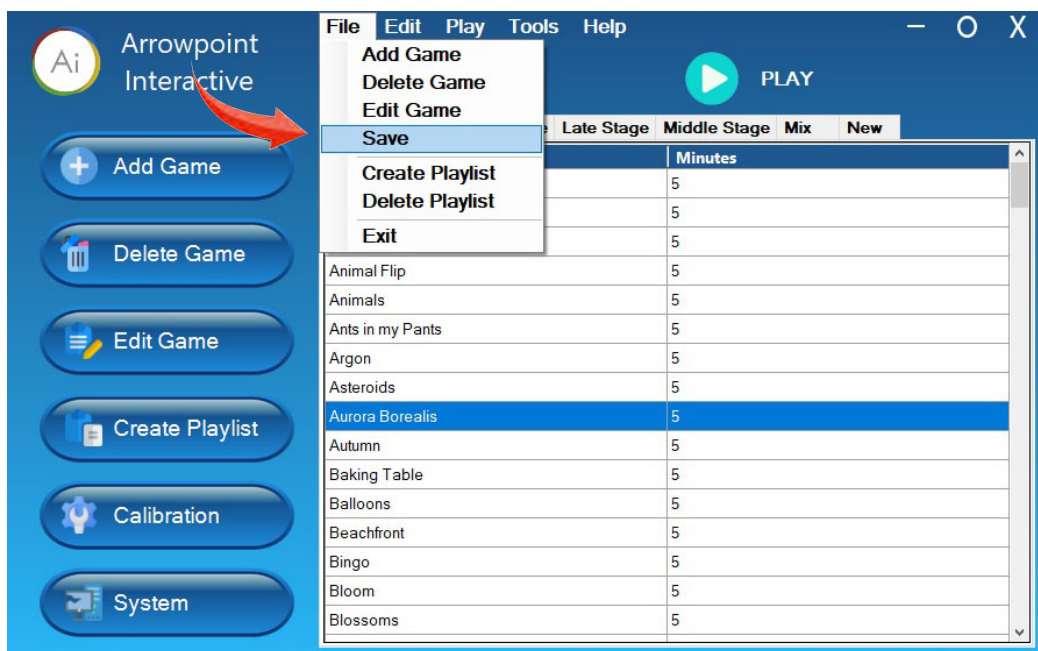 Ai
Arrowpoint
Interactive
File Edit Play Tools Help
O X
Add Game
Delete Game
Edit Game
Save
Create Playlist
Delete Playlist
Exit
PLAY
Late Stage Middle Stage Mix New
Minutes
5
5
5
Animal Flip 5
Animals 5
Ants in my Pants 5
Argon 5
Asteroids 5
Aurora Borealis 5
Autumn 5
Baking Table 5
Balloons 5
Beachfront 5
Bingo 5
Bloom 5
Blossoms 5
Add Game
Delete Game
Edit Game
Create Playlist
Calibration
System